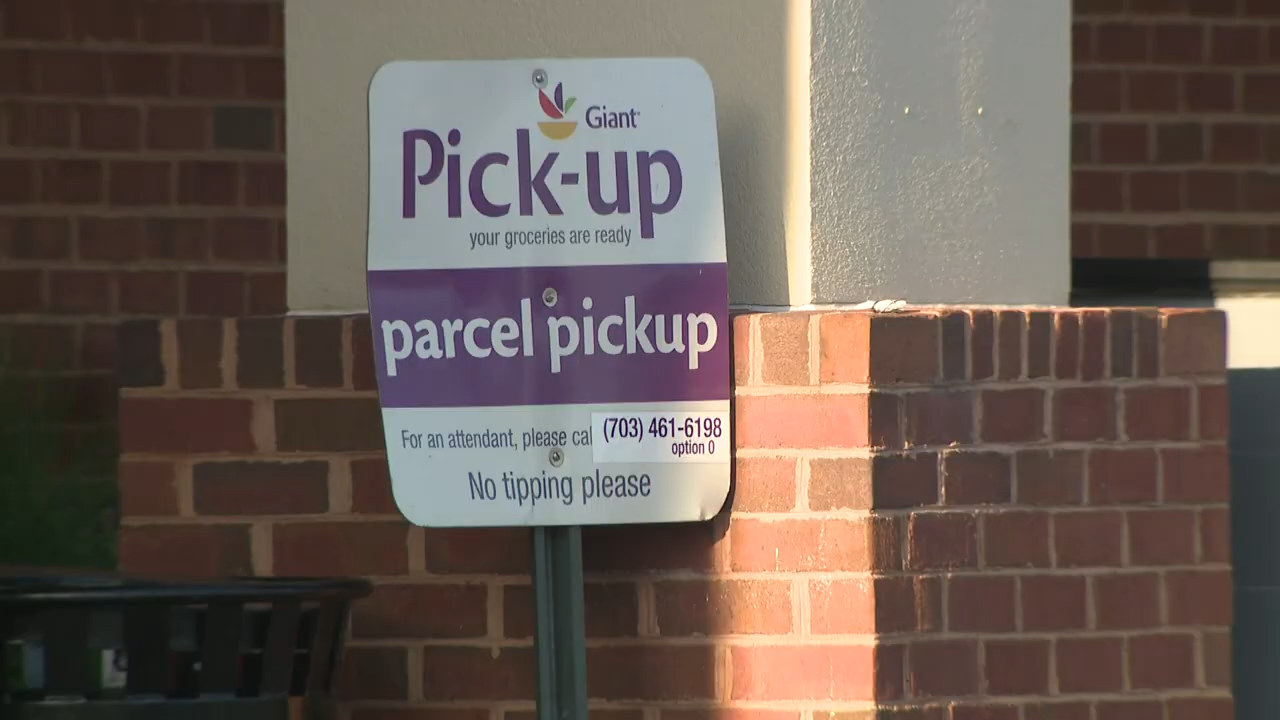 Giant
Pick-up
your groceries are ready
parcel pickup
For an attendant, please cal (703) 461-6198
option 0
No tipping please